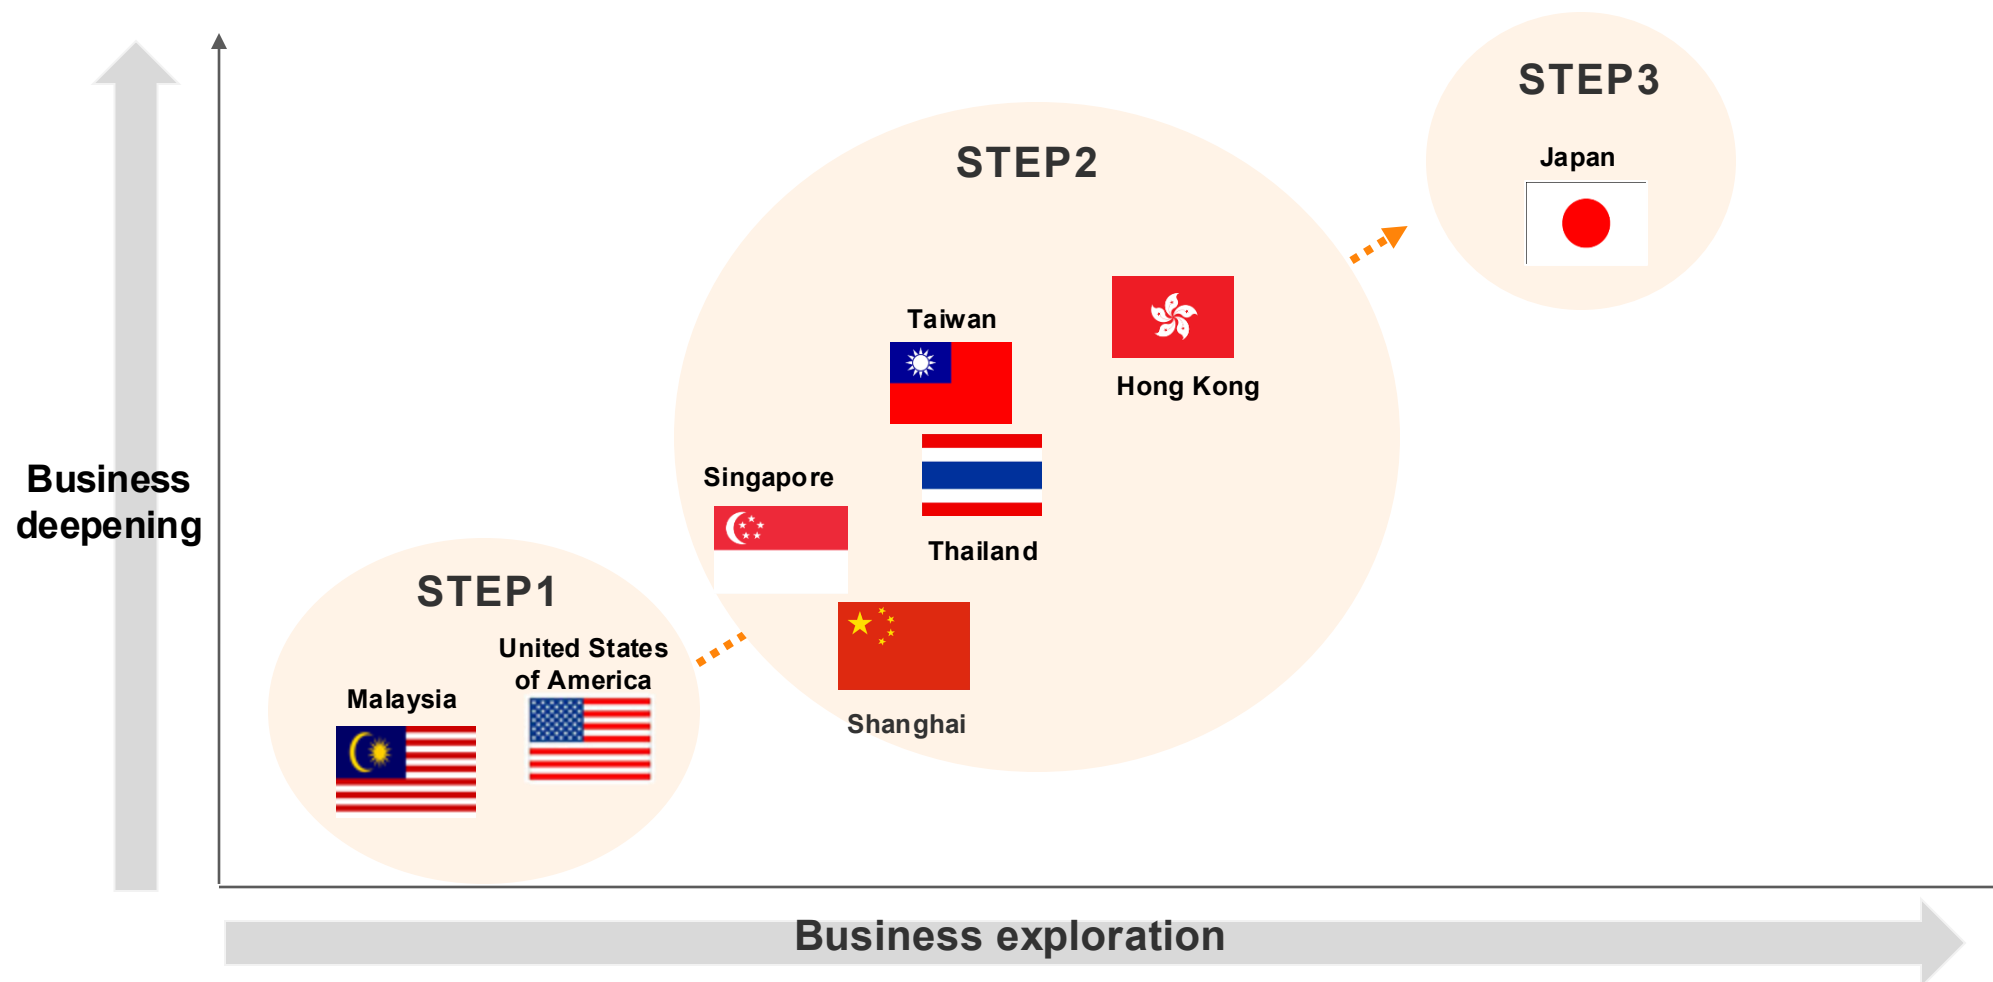 STEP3
Japan
STEP2
Taiwan
Hong Kong
Singapore
Thailand
Shanghai
STEP1
United States
of America
Malaysia
Business
deepening
Business exploration